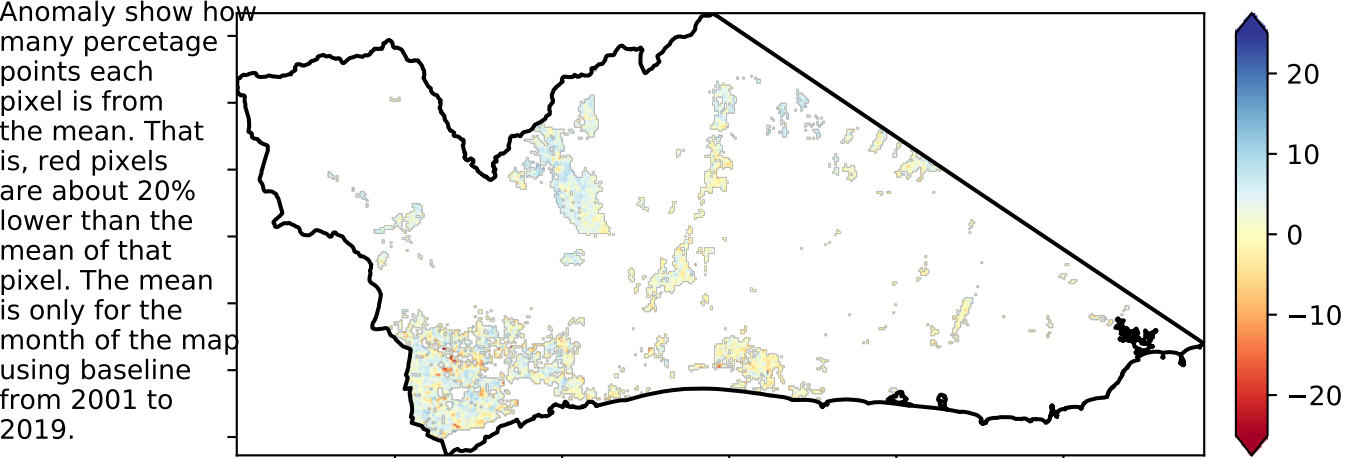 Anomaly show how
many percetage
points each
pixel is from
the mean. That
is, red pixels
are about 20%
lower than the
mean of that
pixel. The mean
is only for the
month of the map
using baseline
from 2001 to
2019.
20
10
0
−10
−20